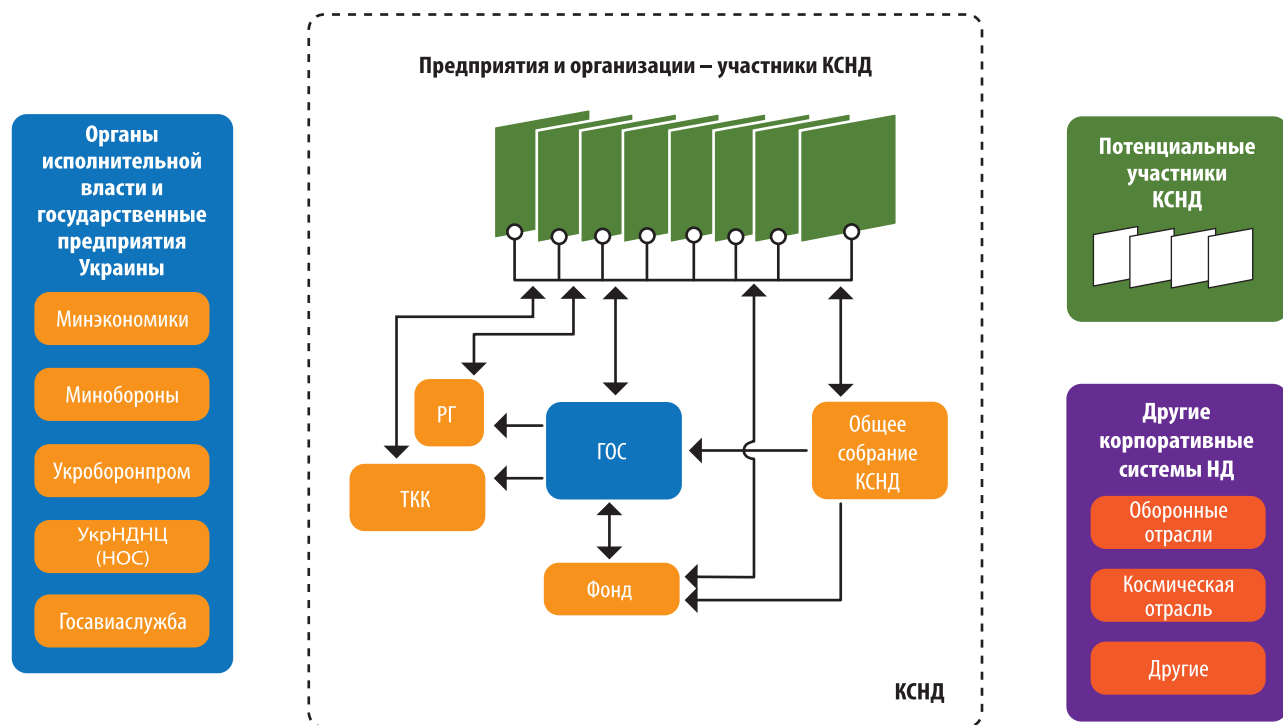 Предприятия и организации – участники КСНД
Органы
исполнительной
власти и
государственные
предприятия
Украины
Минэкономики
Минобороны
Укроборонпром
УкрНДНЦ
(НОС)
Госавиаслужба
РГ
ТКК
ГОС
Общее
собрание
КСНД
Фонд
КСНД
Потенциальные
участники
КСНД
Другие
корпоративные
системы НД
Оборонные
отрасли
Космическая
отрасль
Другие